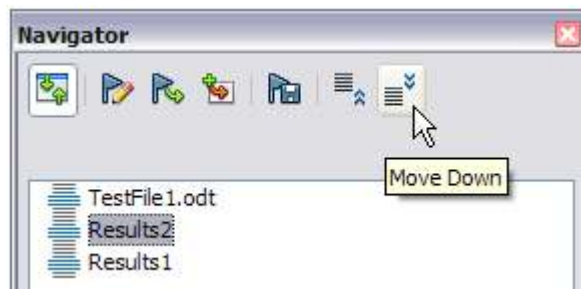 Navigator
Move Down
TestFile1.odt
Results2
Results1